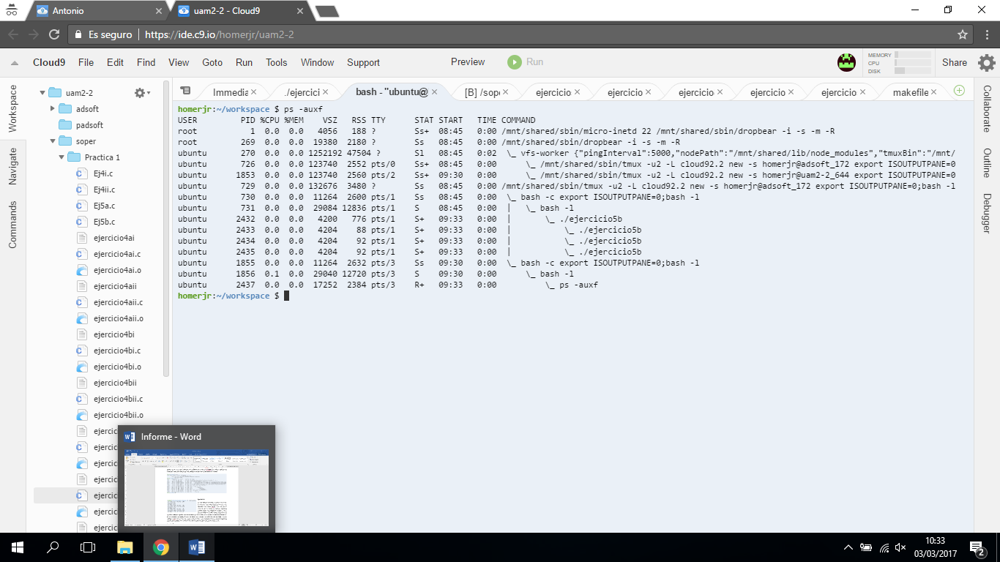 Antonio
uam2-2 - Cloud9
Es seguro https://ide.c9.io/homerjr/uam2-2
Cloud9 File Edit Find View Goto Run Tools Window Support Preview Run MEMORY CPU DISK Share
Workspace
Navigate
Commands
uam2-2
adsoft
padsoft
soper
Practica 1
Ej4i.c
Ej4ii.c
Ej5a.c
Ej5b.c
ejercicio4ai
ejercicio4ai.c
ejercicio4ai.o
ejercicio4aii
ejercicio4aii.c
ejercicio4aii.o
ejercicio4bi
ejercicio4bi.c
ejercicio4bi.o
ejercicio4bii
ejercicio4bii.c
ejercicio4bii.o
ejercic
ejercic
ejercic
ejercic
ejercic
ejercic
ejercic
Immedia ./ejercici bash - "ubuntu@ [B] /sope ejercicio ejercicio ejercicio ejercicio ejercicio makefile
homerjr:~/workspace $ ps -auxf
USER PID %CPU %MEM VSZ RSS TTY STAT START TIME COMMAND
root 1 0.0 0.0 4056 188 ? Ss+ 08:45 0:00 /mnt/shared/sbin/micro-inetd 22 /mnt/shared/sbin/dropbear -i -s -m -R
root 269 0.0 0.0 19380 2180 ? Ss 08:45 0:00 /mnt/shared/sbin/dropbear -i -s -m -R
ubuntu 270 0.0 0.0 1252192 47504 ? Sl 08:45 0:02 \_ vfs-worker {"pingInterval":5000,"nodePath":"/mnt/shared/lib/node_modules","tmuxBin":"/mnt/
ubuntu 726 0.0 0.0 123740 2552 pts/0 Ss+ 08:45 0:00 \_ /mnt/shared/sbin/tmux -u2 -L cloud92.2 new -s homerjr@adsoft_172 export ISOUTPUTPANE=0
ubuntu 1853 0.0 0.0 123740 2560 pts/2 Ss+ 09:30 0:00 \_ /mnt/shared/sbin/tmux -u2 -L cloud92.2 new -s homerjr@uam2-2_644 export ISOUTPUTPANE=0
ubuntu 729 0.0 0.0 132676 3480 ? Ss 08:45 0:00 /mnt/shared/sbin/tmux -u2 -L cloud92.2 new -s homerjr@adsoft_172 export ISOUTPUTPANE=0;bash -l
ubuntu 730 0.0 0.0 11264 2600 pts/1 Ss 08:45 0:00 \_ bash -c export ISOUTPUTPANE=0;bash -l
ubuntu 731 0.0 0.0 29084 12836 pts/1 S 08:45 0:00 | \_ bash -l
ubuntu 2432 0.0 0.0 4200 776 pts/1 S+ 09:33 0:00 | \_ ./ejercicio5b
ubuntu 2433 0.0 0.0 4204 88 pts/1 S+ 09:33 0:00 | \_ ./ejercicio5b
ubuntu 2434 0.0 0.0 4204 92 pts/1 S+ 09:33 0:00 | \_ ./ejercicio5b
ubuntu 2435 0.0 0.0 4204 92 pts/1 S+ 09:33 0:00 | \_ ./ejercicio5b
ubuntu 1855 0.0 0.0 11264 2632 pts/3 Ss 09:30 0:00 \_ bash -c export ISOUTPUTPANE=0;bash -l
ubuntu 1856 0.1 0.0 29040 12720 pts/3 S 09:30 0:00 \_ bash -l
ubuntu 2437 0.0 0.0 17252 2384 pts/3 R+ 09:33 0:00 \_ ps -auxf
homerjr:~/workspace $
Collaborate
Outline
Debugger
Informe - Word
10:33
03/03/2017
2